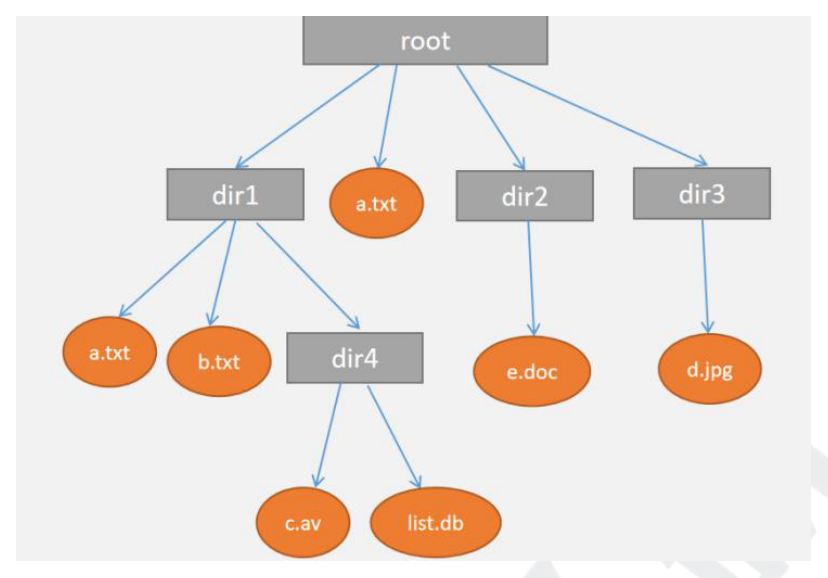 root
dir1
a.txt
dir2
dir3
a.txt
b.txt
dir4
e.doc
d.jpg
c.av
list.db